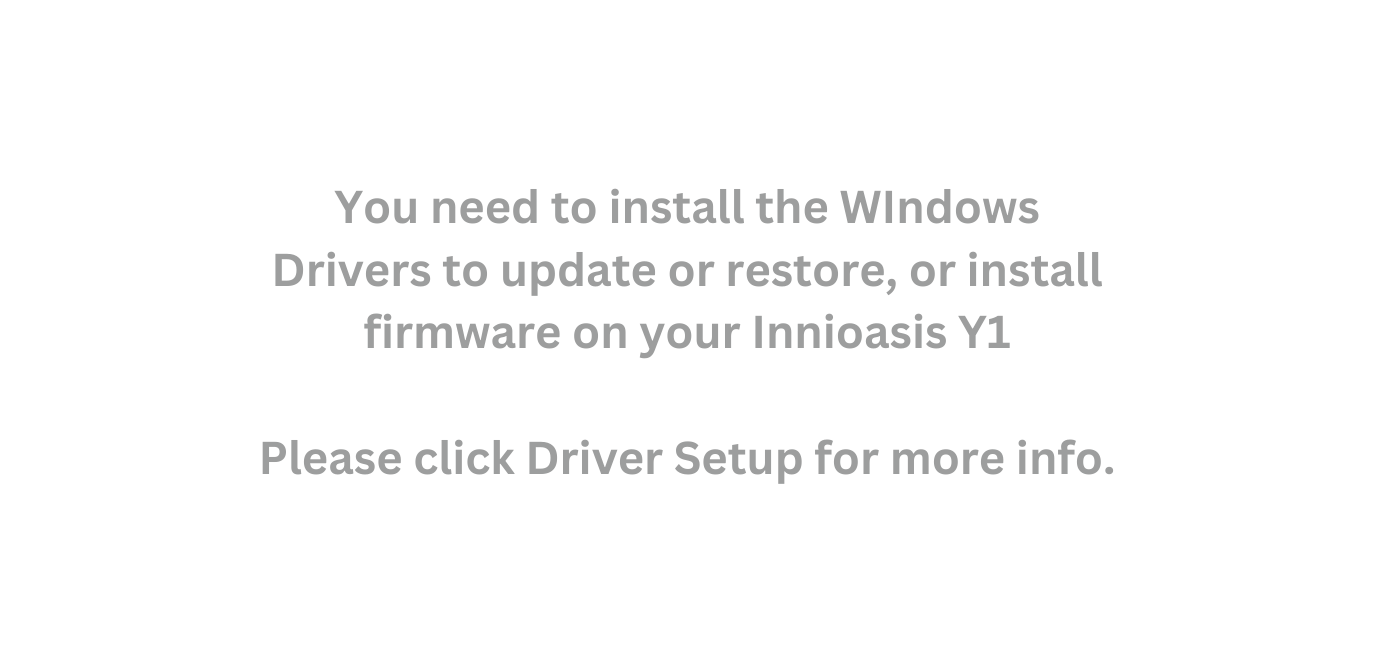 You need to install the WIndows
Drivers to update or restore, or install
firmware on your Innioasis Y1
Please click Driver Setup for more info.